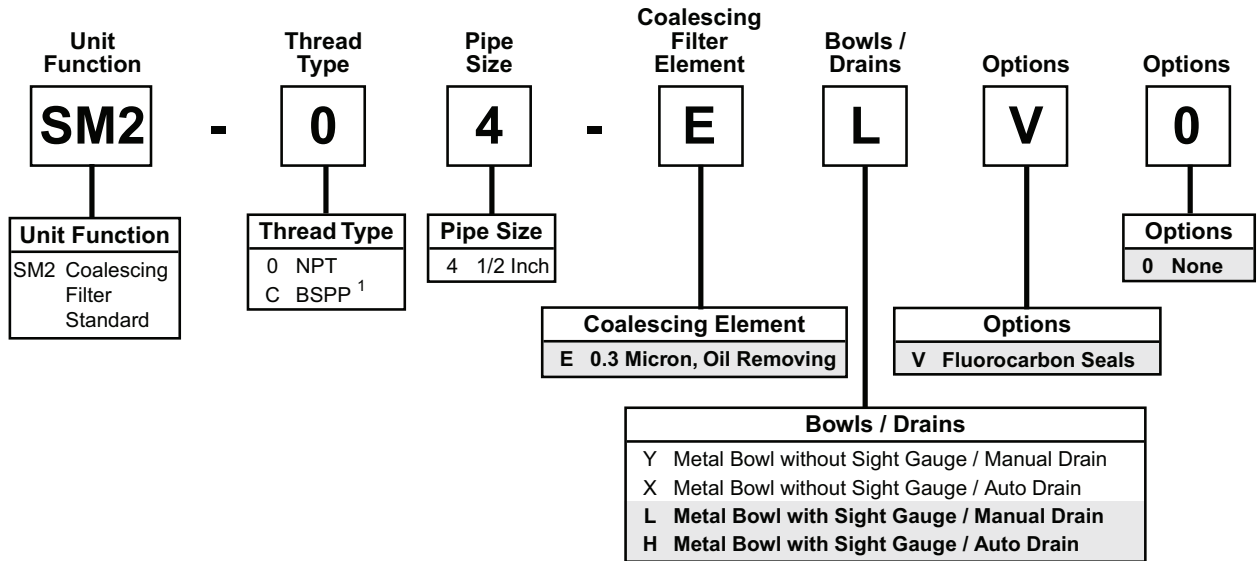 Unit
Function
Thread
Type
Pipe
Size
Coalescing
Filter
Element
Bowls /
Drains
Options
Options
SM2 - 0 4 - E L V 0
Unit Function
SM2 Coalescing
Filter
Standard
Thread Type
0 NPT
C BSPP 1
Pipe Size
4 1/2 Inch
Options
0 None
Coalescing Element
E 0.3 Micron, Oil Removing
Options
V Fluorocarbon Seals
Bowls / Drains
Y Metal Bowl without Sight Gauge / Manual Drain
X Metal Bowl without Sight Gauge / Auto Drain
L Metal Bowl with Sight Gauge / Manual Drain
H Metal Bowl with Sight Gauge / Auto Drain